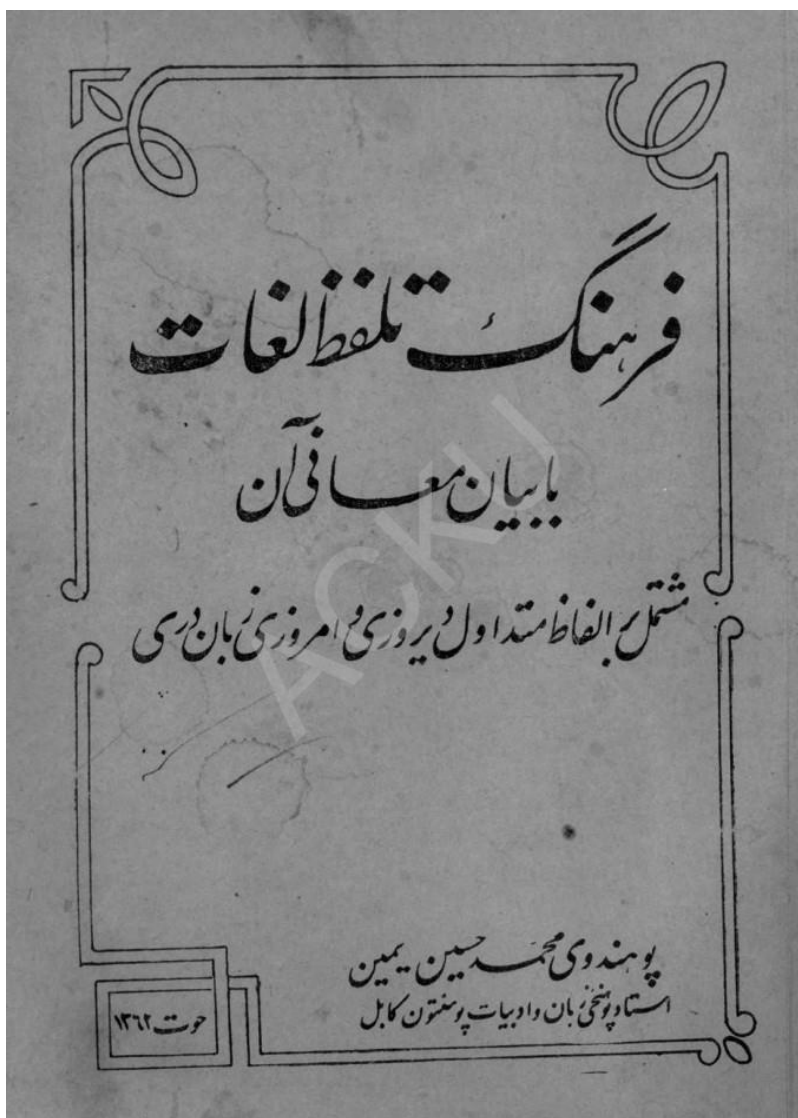 فرهنگ تلفظ لغات
با بیان معانی آن
مشتمل بر الفاظ متداول دیروزی و امروزی زبان دری
ACKU
پوهندوی محمد حسین یمین
استاد پوهنځی زبان و ادبیات پوهنتون کابل
حوت ۱۳۶۲